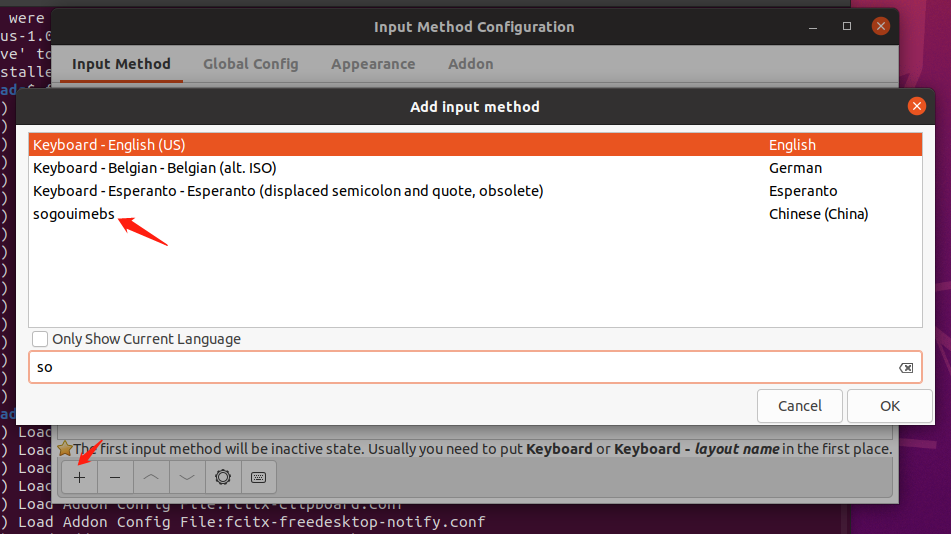 were
us-1.0
Input Method Configuration
ve' to
stalle
Input Method Global Config Appearance Addon
ade$
Add input method
)
)
Keyboard - English (US) English
)
Keyboard - Belgian - Belgian (alt. ISO) German
)
Keyboard - Esperanto - Esperanto (displaced semicolon and quote, obsolete) Esperanto
)
sogouimebs Chinese (China)
)
)
)
)
)
)
)
Only Show Current Language
)
so
)
)
Cancel OK
ad
) Load
) Load The first input method will be inactive state. Usually you need to put Keyboard or Keyboard - layout name in the first place.
) Load
) Load
) Load Addon Config File:fcitx-clipboard.conf
) Load Addon Config File:fcitx-freedesktop-notify.conf